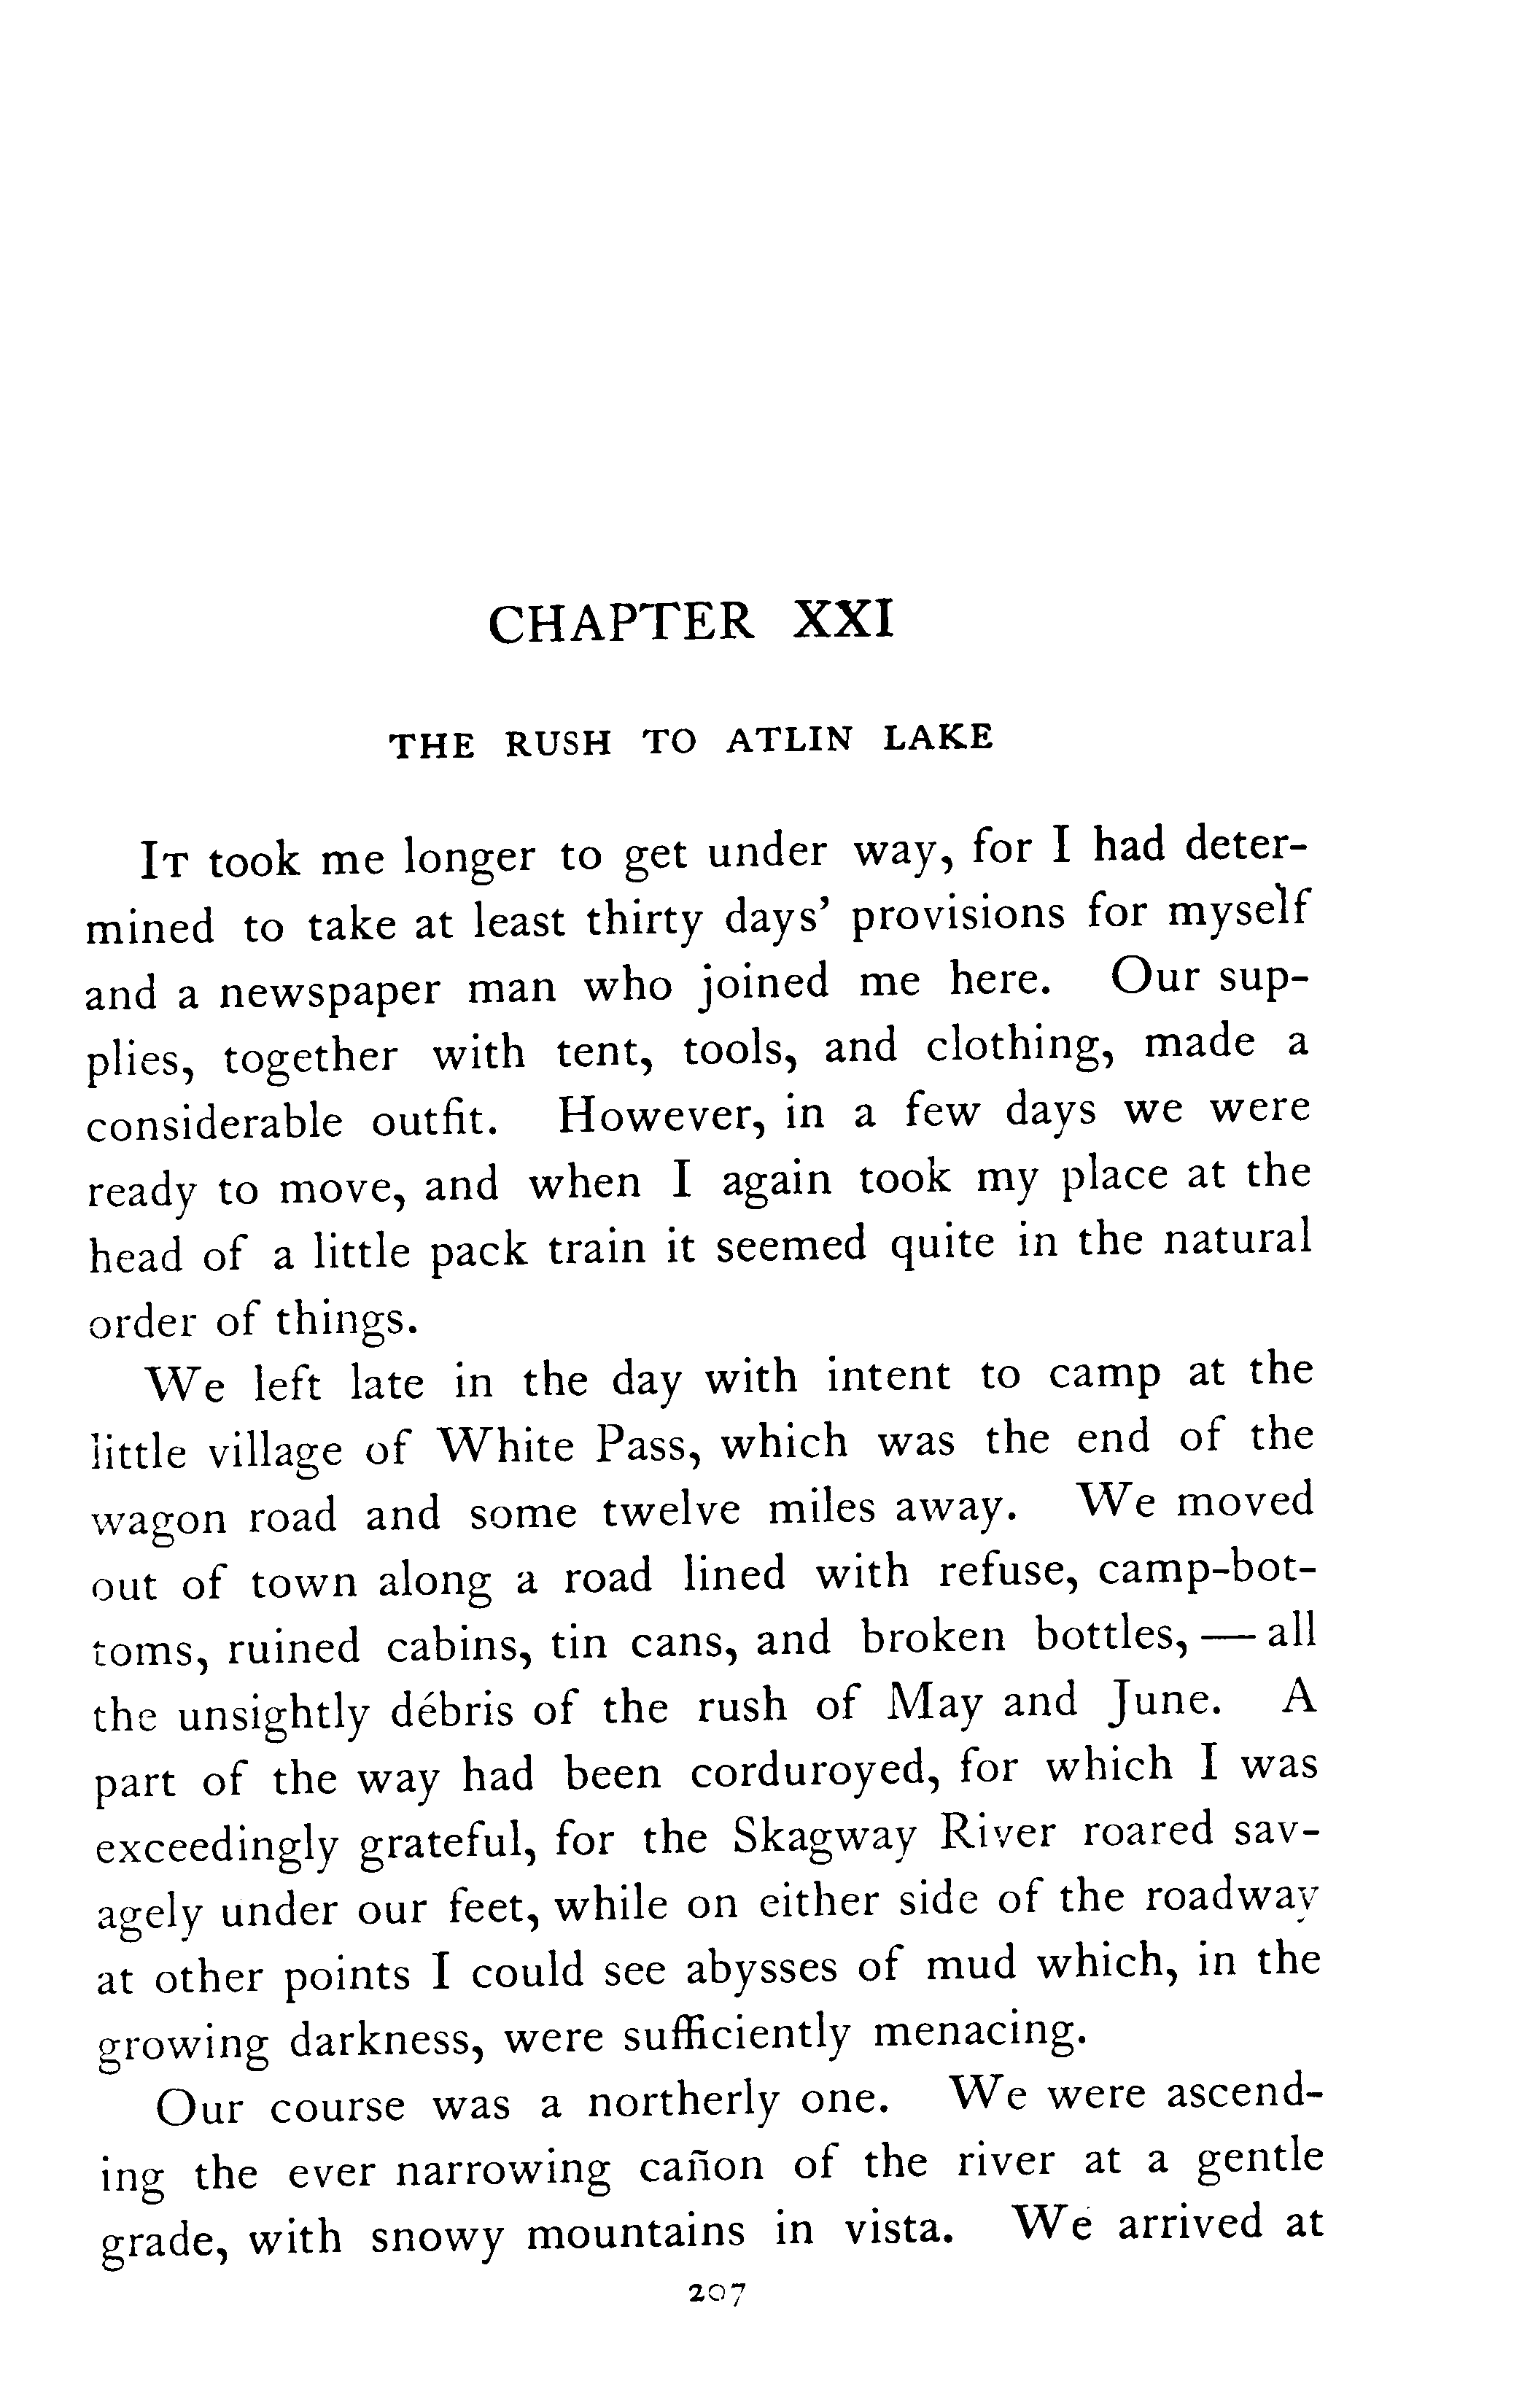 CHAPTER XXI
THE RUSH TO ATLIN LAKE
IT took me longer to get under way, for I had deter-
mined to take at least thirty days’ provisions for myself
and a newspaper man who joined me here. Our sup-
plies, together with tent, tools, and clothing, made a
considerable outfit. However, in a few days we were
ready to move, and when I again took my place at the
head of a little pack train it seemed quite in the natural
order of things.
We left late in the day with intent to camp at the
little village of White Pass, which was the end of the
wagon road and some twelve miles away. We moved
out of town along a road lined with refuse, camp-bot-
toms, ruined cabins, tin cans, and broken bottles, — all
the unsightly débris of the rush of May and June. A
part of the way had been corduroyed, for which I was
exceedingly grateful, for the Skagway River roared sav-
agely under our feet, while on either side of the roadway
at other points I could see abysses of mud which, in the
growing darkness, were sufficiently menacing.
Our course was a northerly one. We were ascend-
ing the ever narrowing cañon of the river at a gentle
grade, with snowy mountains in vista. We arrived at
207